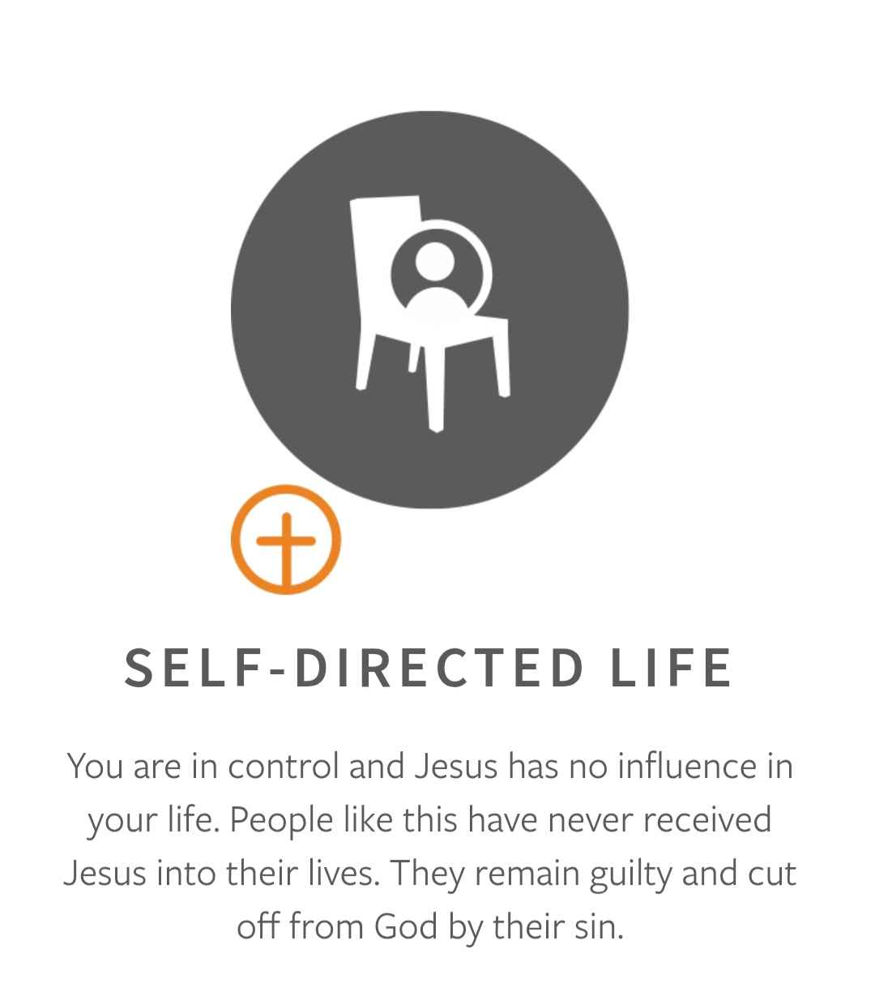 SELF-DIRECTED LIFE
You are in control and Jesus has no influence in
your life. People like this have never received
Jesus into their lives. They remain guilty and cut
off from God by their sin.